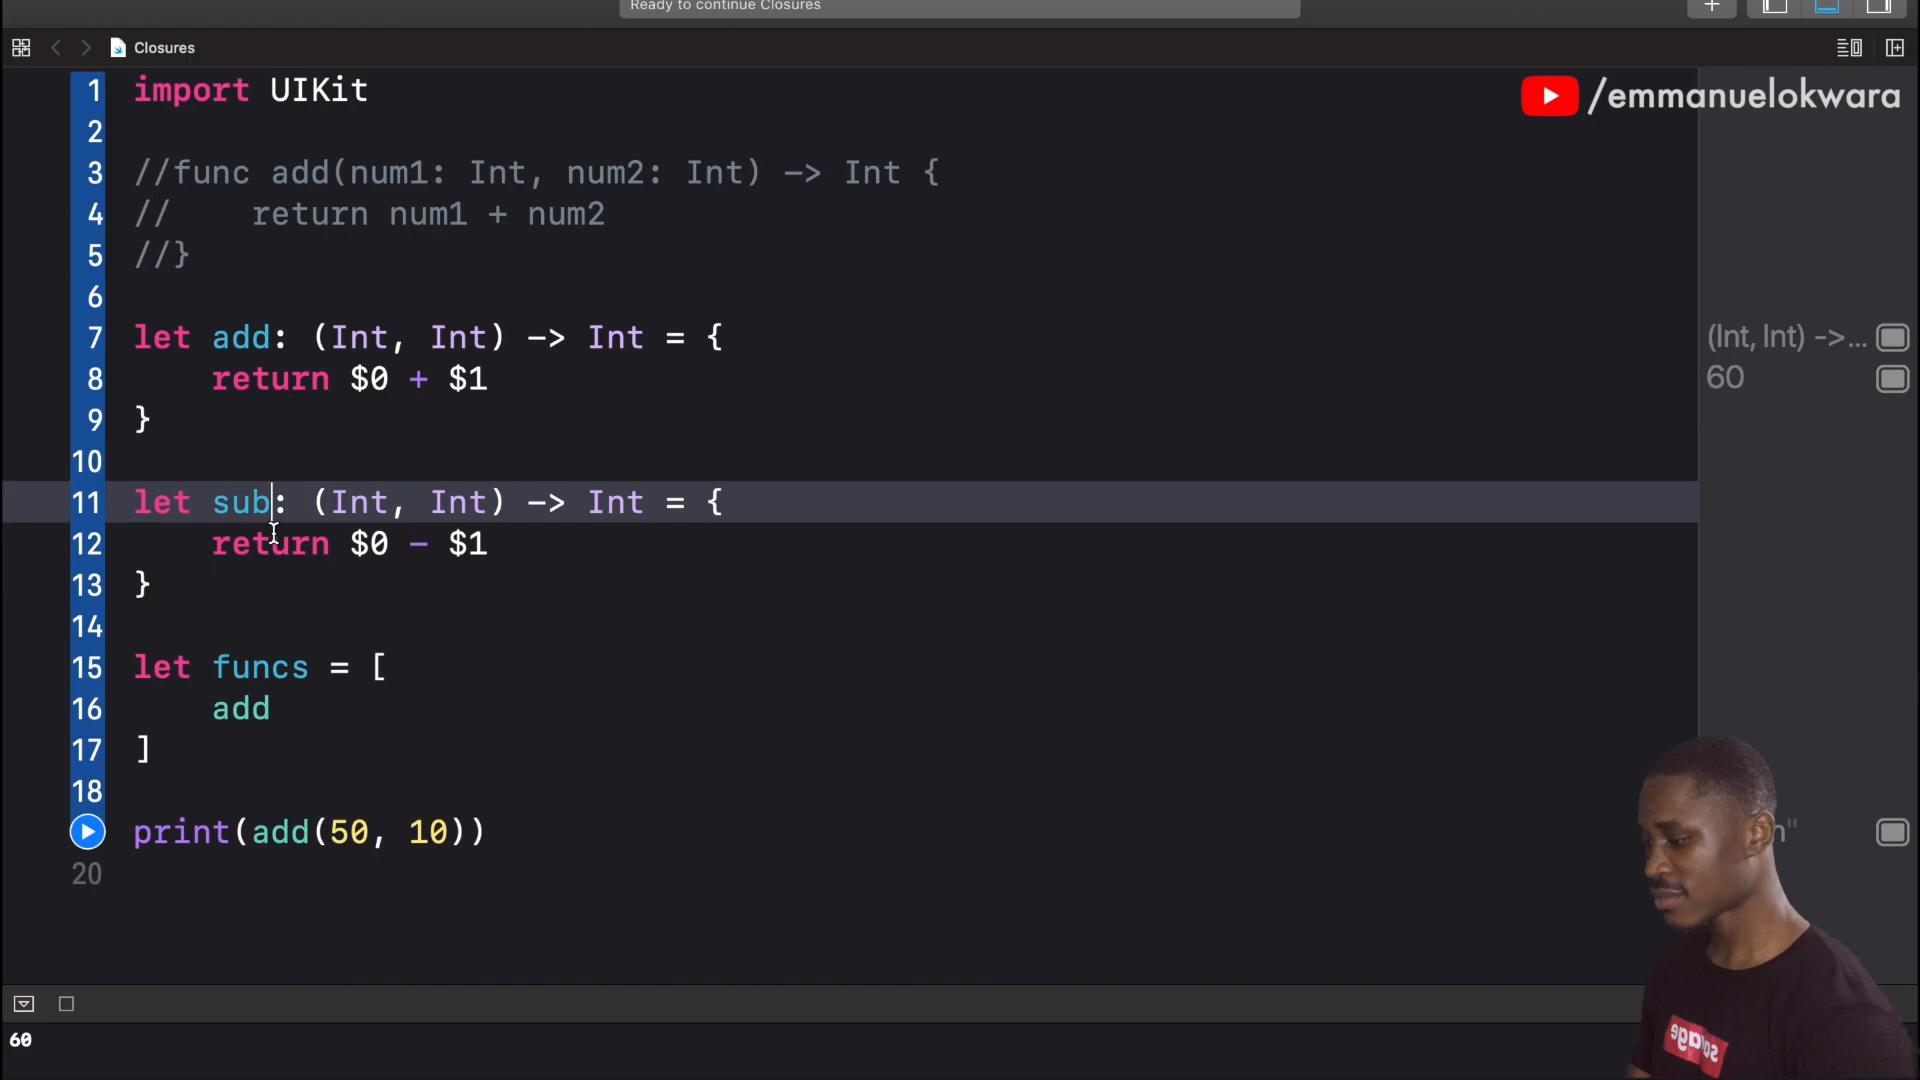 Ready to continue Closures
Closures
/emmanuelokwara
1 import UIKit
2
3 //func add(num1: Int, num2: Int) -> Int {
4 //    return num1 + num2
5 //}
6
7 let add: (Int, Int) -> Int = {
(Int, Int) ->...
8     return $0 + $1
60
9 }
10
11 let sub: (Int, Int) -> Int = {
12     return $0 - $1
13 }
14
15 let funcs = [
16     add
17 ]
18
print(add(50, 10))
n"
20
60